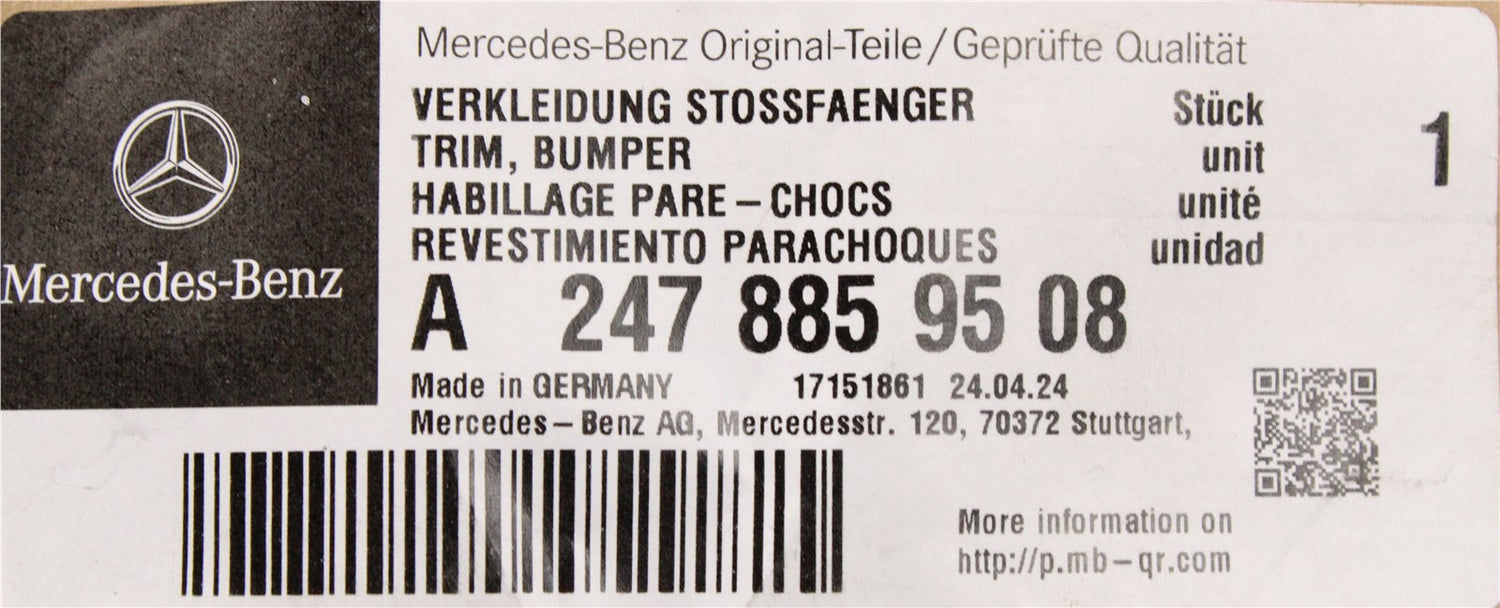 Mercedes-Benz
Mercedes-Benz Original-Teile/Geprüfte Qualität
VERKLEIDUNG STOSSFAENGER Stück 1
TRIM, BUMPER unit
HABILLAGE PARE-CHOCS unité
REVESTIMIENTO PARACHOQUES unidad
A 247 885 95 08
Made in GERMANY 17151861 24.04.24
Mercedes-Benz AG, Mercedesstr. 120, 70372 Stuttgart,
More information on
http://p.mb-qr.com